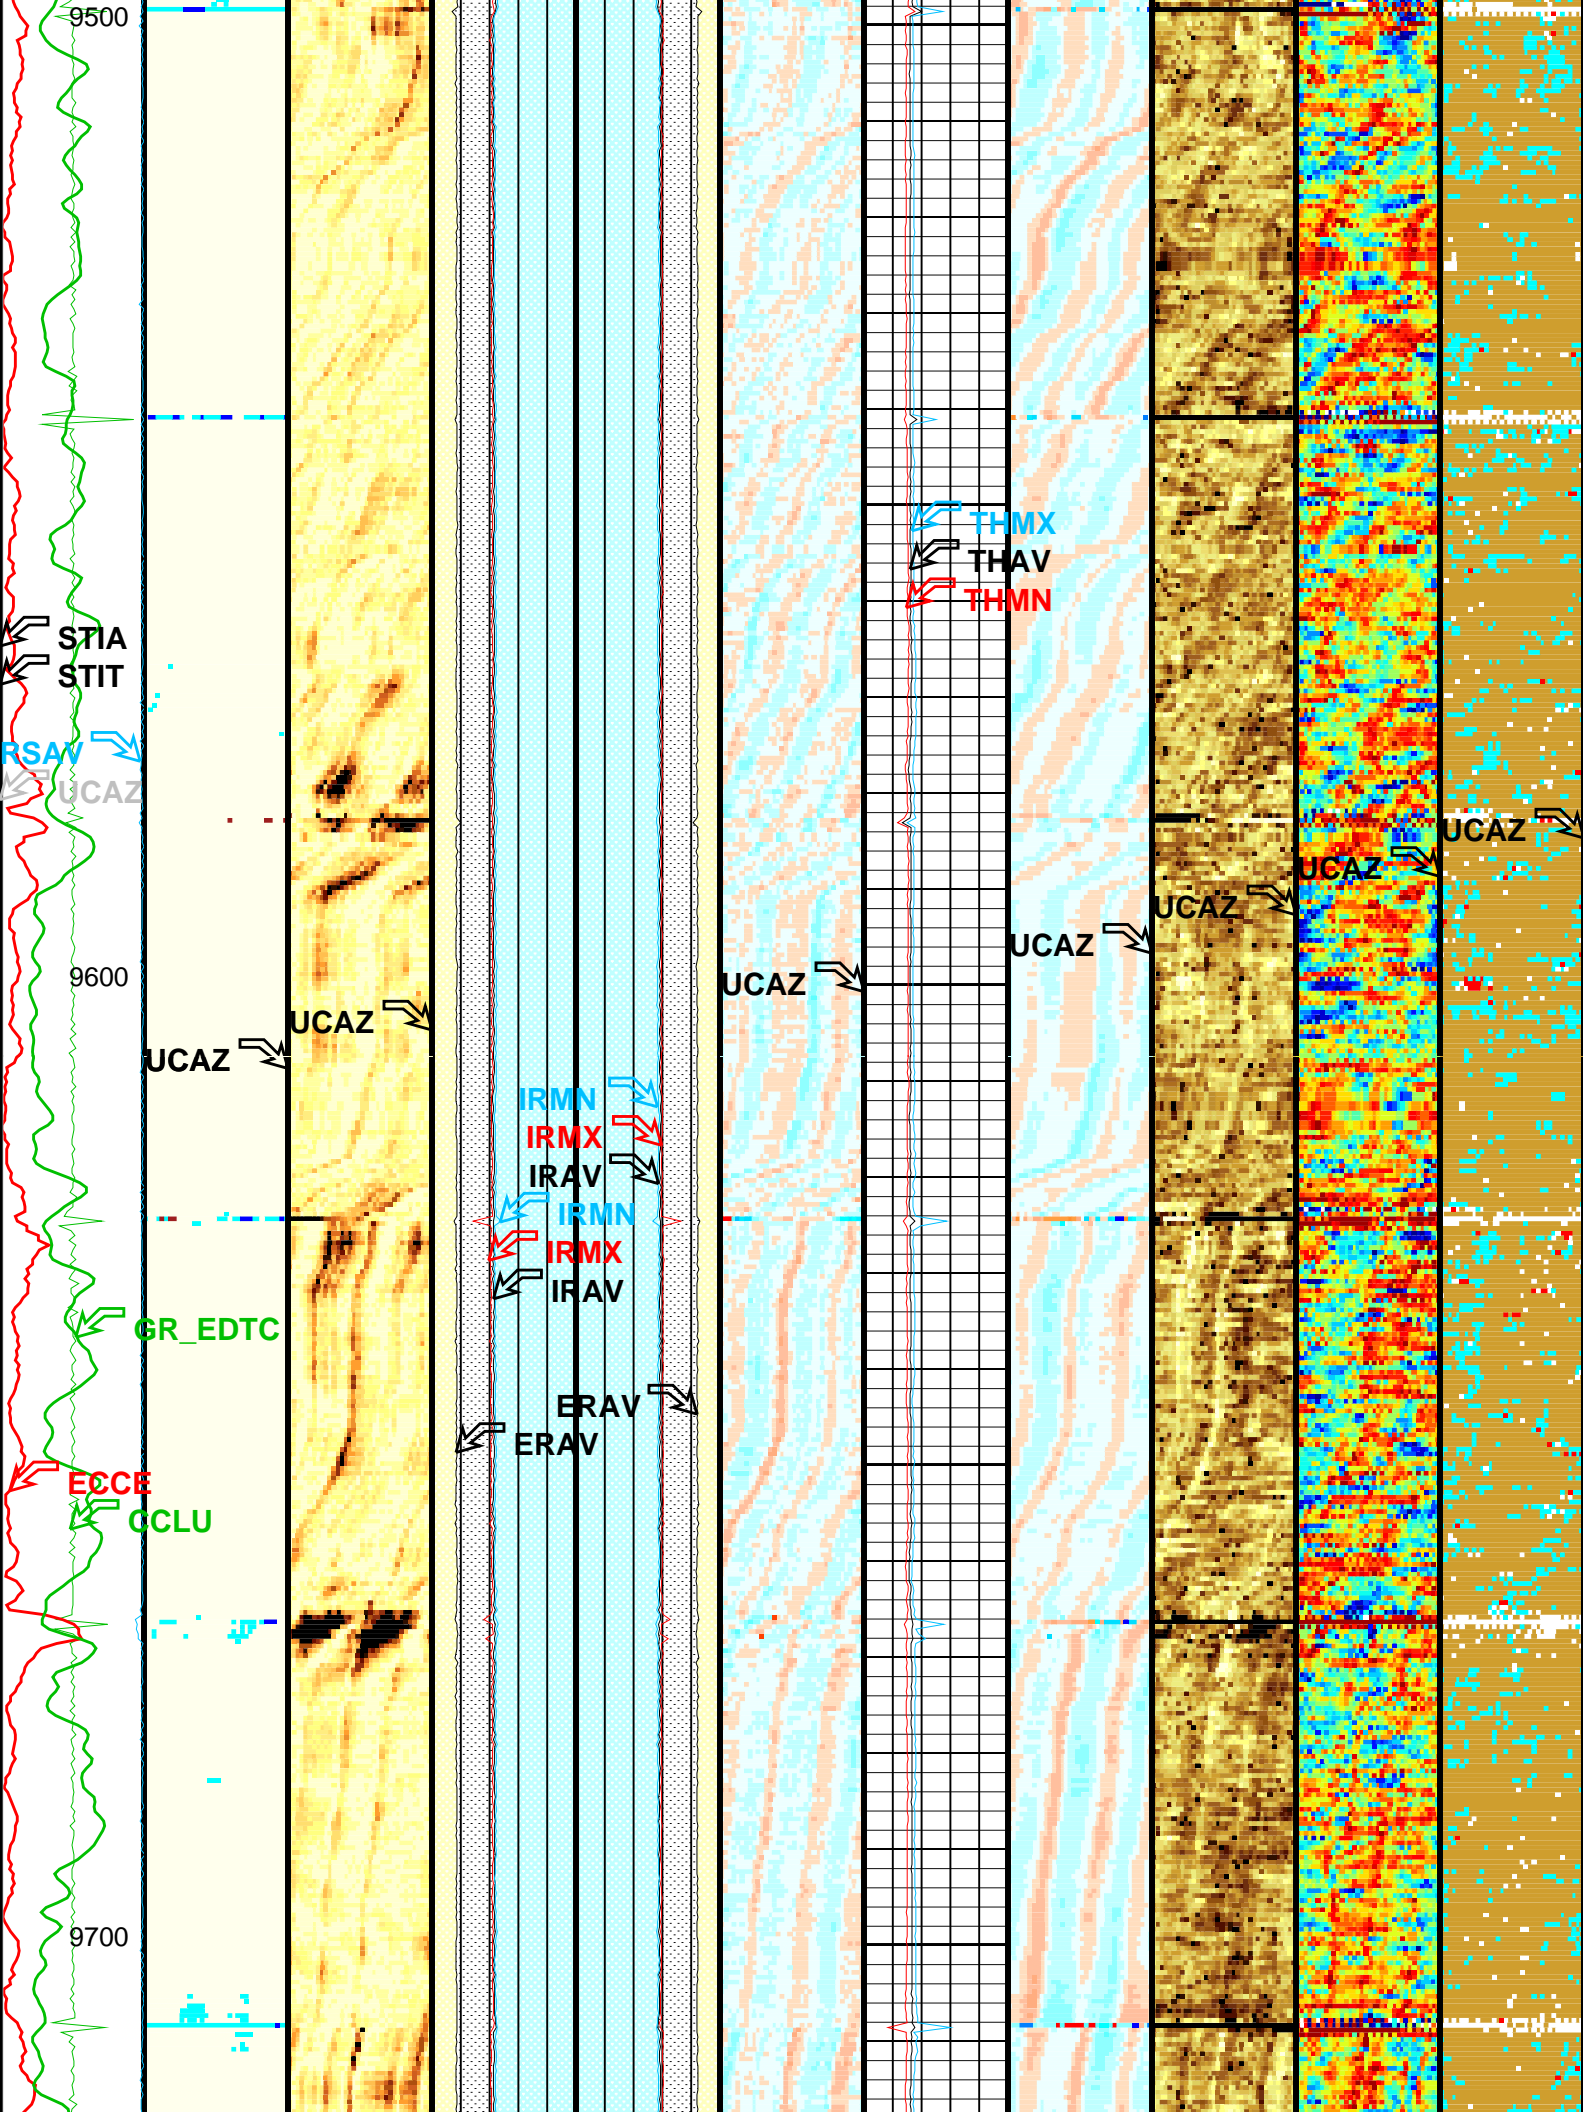 9500
THMX
THAV
THMN
STIA
STIT
RSAV
UCAZ
UCAZ
UCAZ
UCAZ
UCAZ
9600
UCAZ
UCAZ
UCAZ
IRMN
IRMX
IRAV
IRMN
IRMX
IRAV
GR_EDTC
ERAV
ERAV
ECCE
CCLU
9700